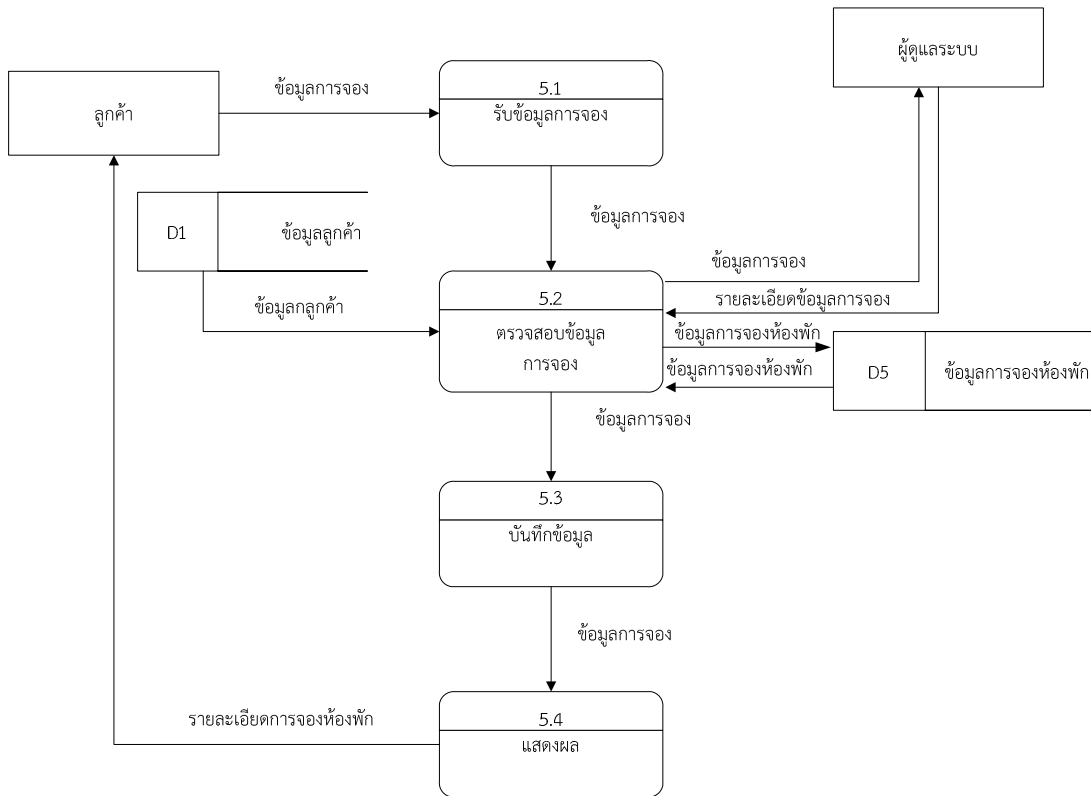 ผู้ดูแลระบบ
ลูกค้า
ข้อมูลการจอง
5.1
รับข้อมูลการจอง
D1
ข้อมูลลูกค้า
ข้อมูลการจอง
ข้อมูลการจอง
ข้อมูกลูกค้า
5.2
ตรวจสอบข้อมูล
การจอง
รายละเอียดข้อมูลการจอง
ข้อมูลการจองห้องพัก
ข้อมูลการจองห้องพัก
D5
ข้อมูลการจองห้องพัก
ข้อมูลการจอง
5.3
บันทึกข้อมูล
ข้อมูลการจอง
รายละเอียดการจองห้องพัก
5.4
แสดงผล